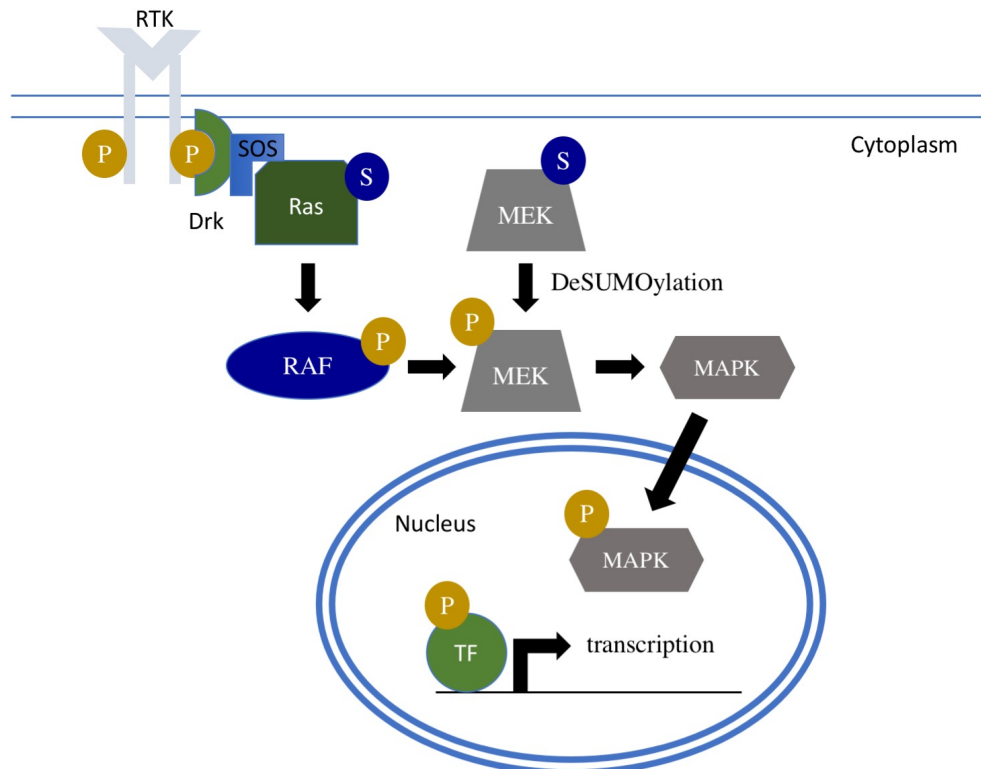 RTK
Cytoplasm
P
P
SOS
S
S
Drk
Ras
MEK
DeSUMOylation
P
P
RAF
MEK
MAPK
Nucleus
P
MAPK
P
TF
transcription